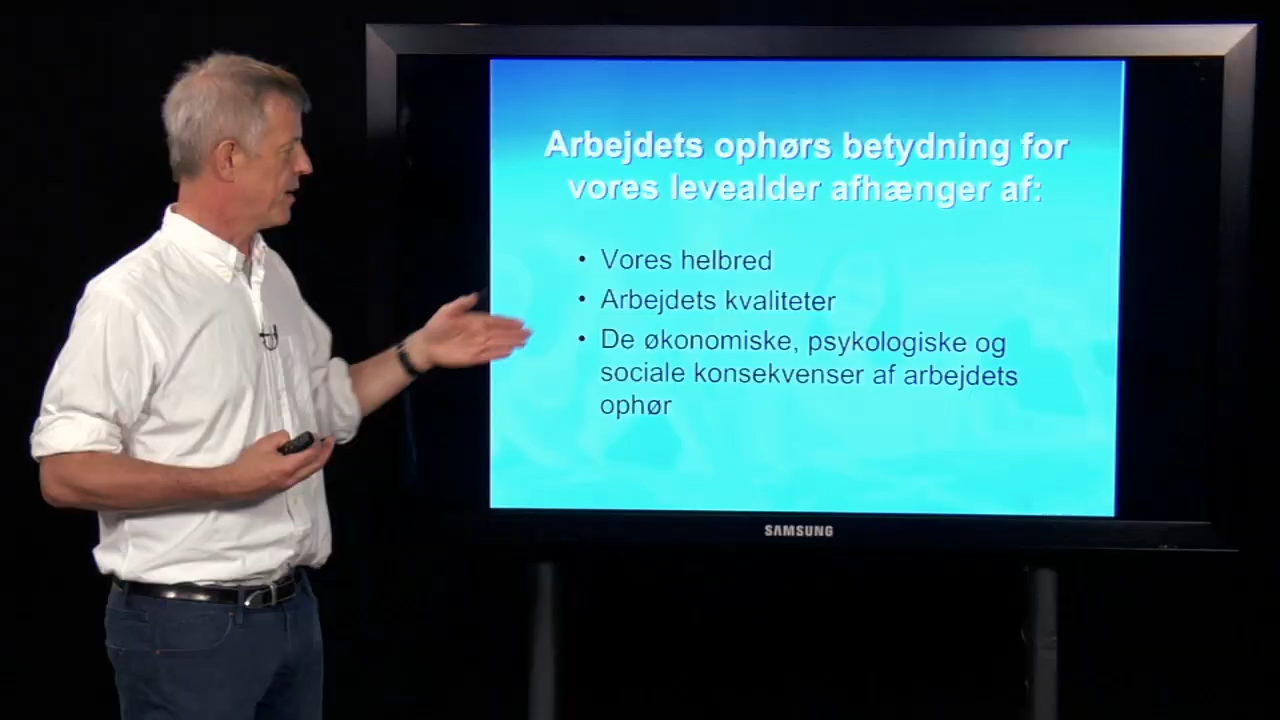 Arbejdets ophørs betydning for
vores levealder afhænger af:
• Vores helbred
• Arbejdets kvaliteter
• De økonomiske, psykologiske og
sociale konsekvenser af arbejdets
ophør
SAMSUNG